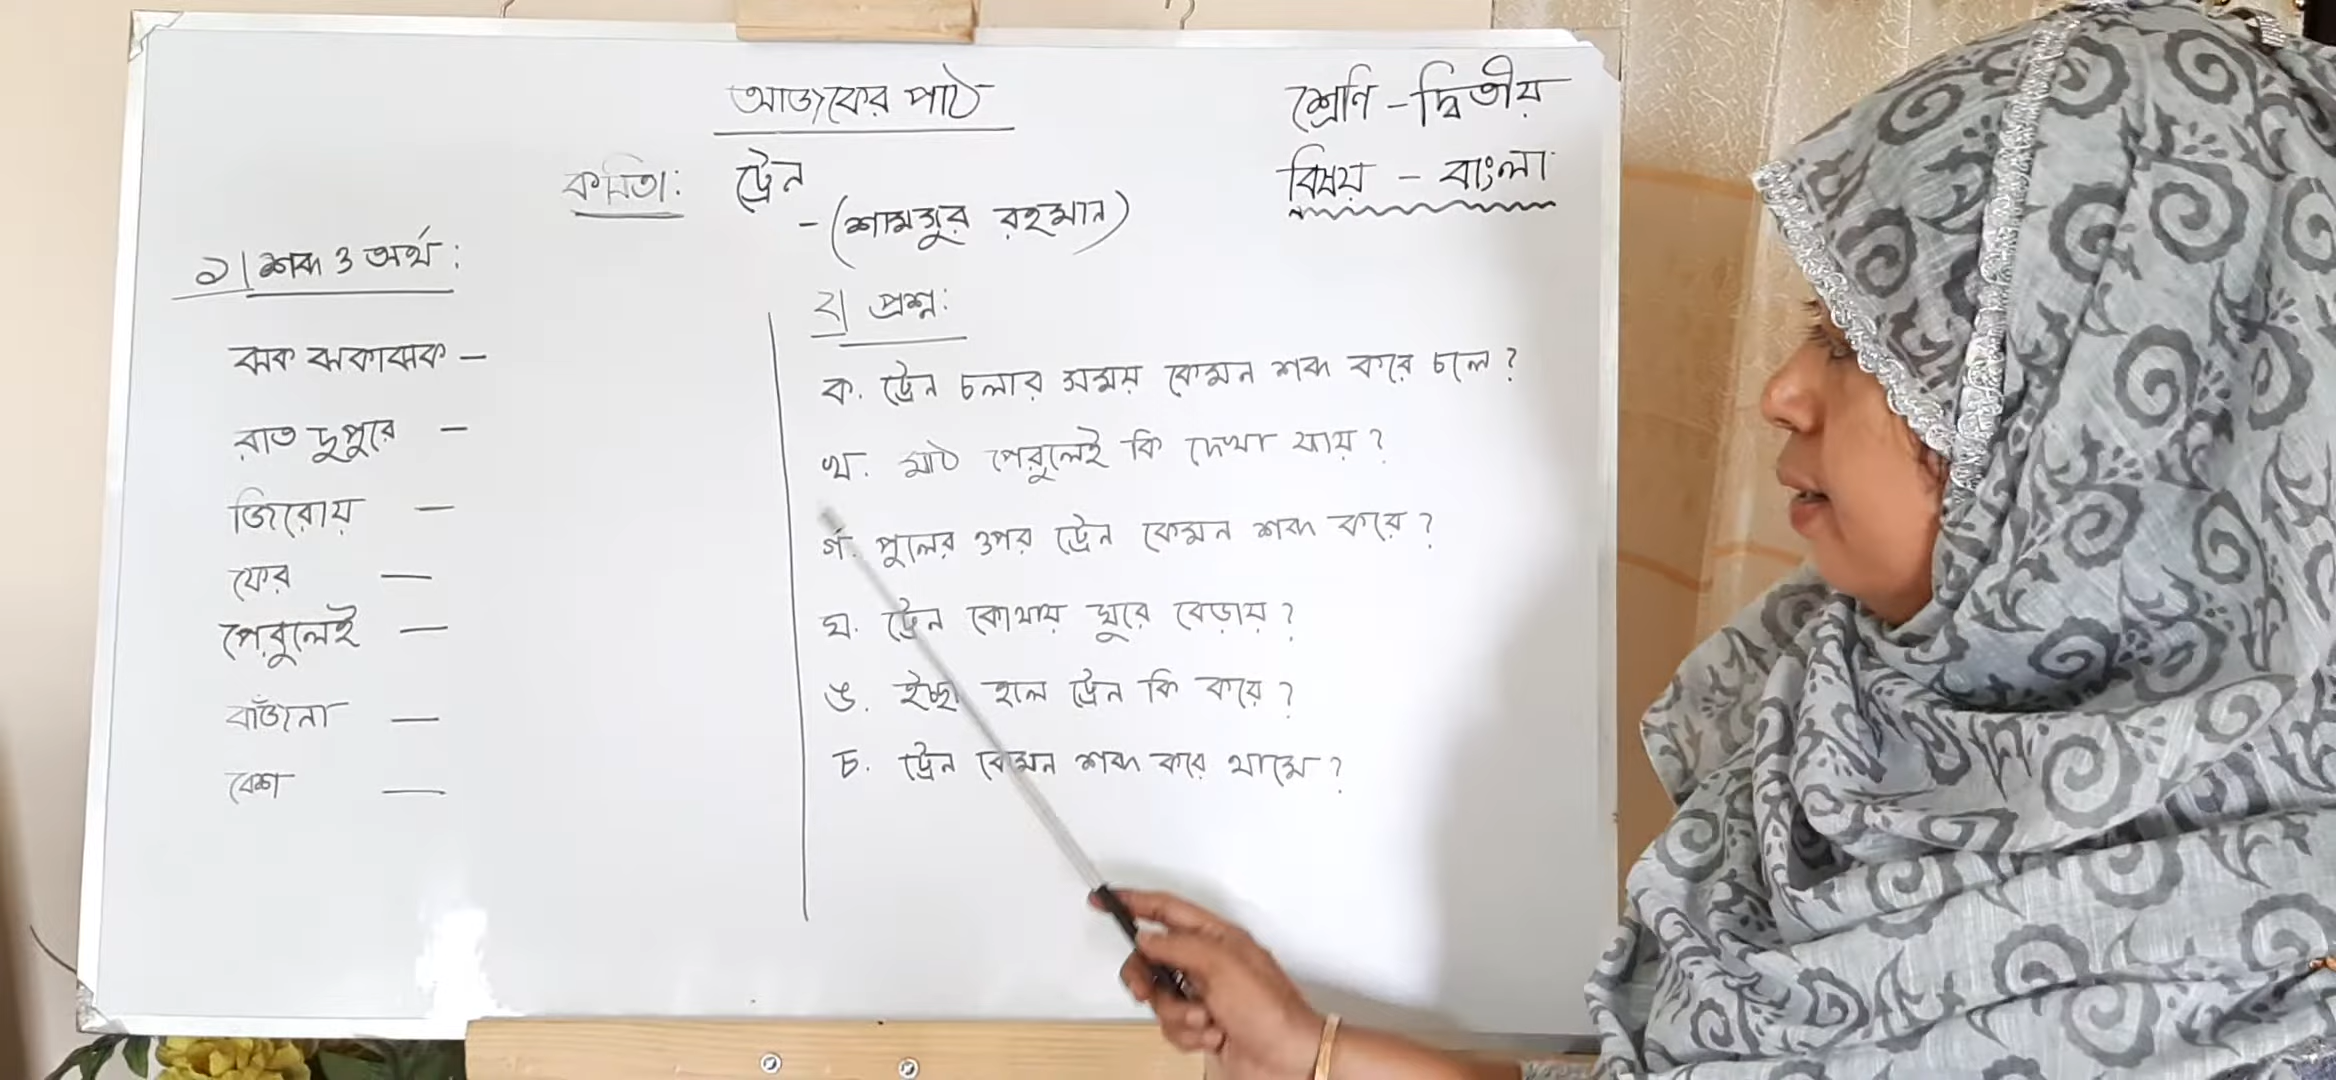 আজকের পাঠ
শ্রেণি - দ্বিতীয়
বিষয় - বাংলা
কবিতা: ট্রেন
- (শামসুর রহমান)
১| শব্দ ও অর্থ:
ঝক ঝকাঝক —
রাত দুপুরে —
জিরোয় —
ফের —
পেরুলেই —
বাঁজনা —
বেশ —
২| প্রশ্ন:
ক. ট্রেন চলার সময় কেমন শব্দ করে চলে?
খ. মাঠ পেরুলেই কি দেখা যায়?
গ. পুলের ওপর ট্রেন কেমন শব্দ করে?
ঘ. ট্রেন কোথায় ঘুরে বেড়ায়?
ঙ. ইচ্ছা হলে ট্রেন কি করে?
চ. ট্রেন কেমন শব্দ করে থামে?